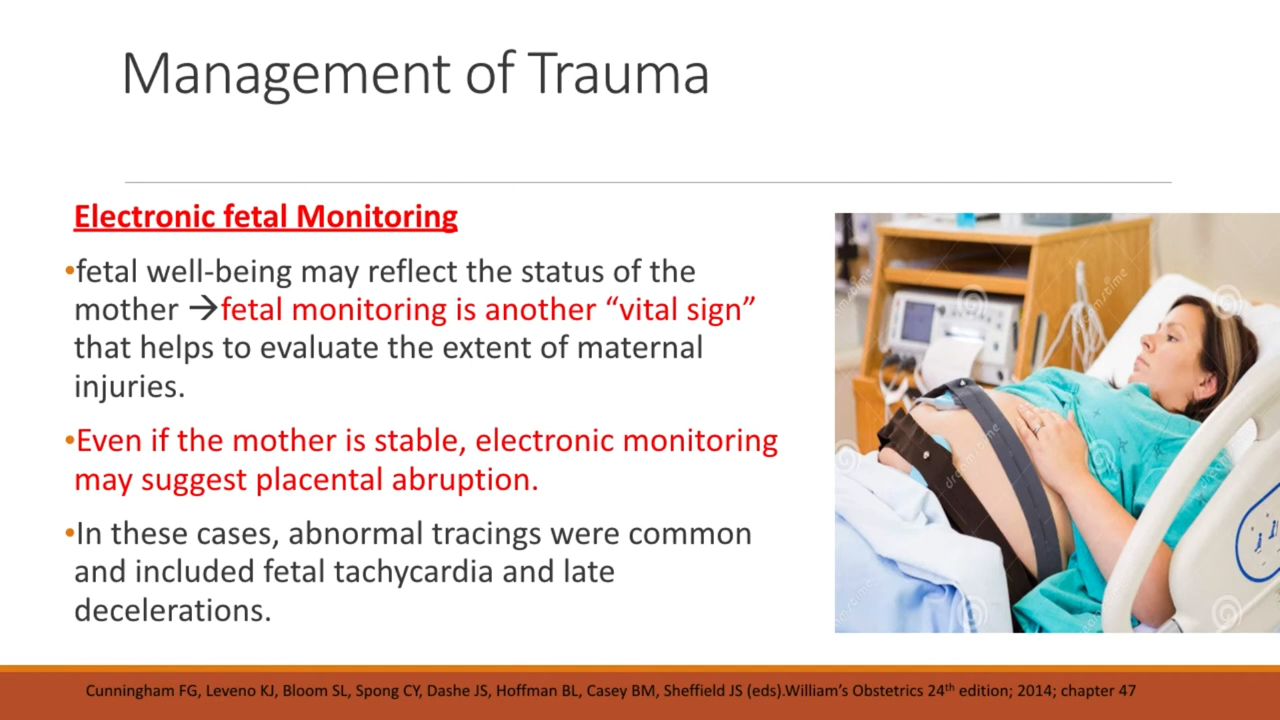 Management of Trauma
Electronic fetal Monitoring
•fetal well-being may reflect the status of the
mother →fetal monitoring is another “vital sign”
that helps to evaluate the extent of maternal
injuries.
•Even if the mother is stable, electronic monitoring
may suggest placental abruption.
•In these cases, abnormal tracings were common
and included fetal tachycardia and late
decelerations.
Cunningham FG, Leveno KJ, Bloom SL, Spong CY, Dashe JS, Hoffman BL, Casey BM, Sheffield JS (eds).William’s Obstetrics 24th edition; 2014; chapter 47